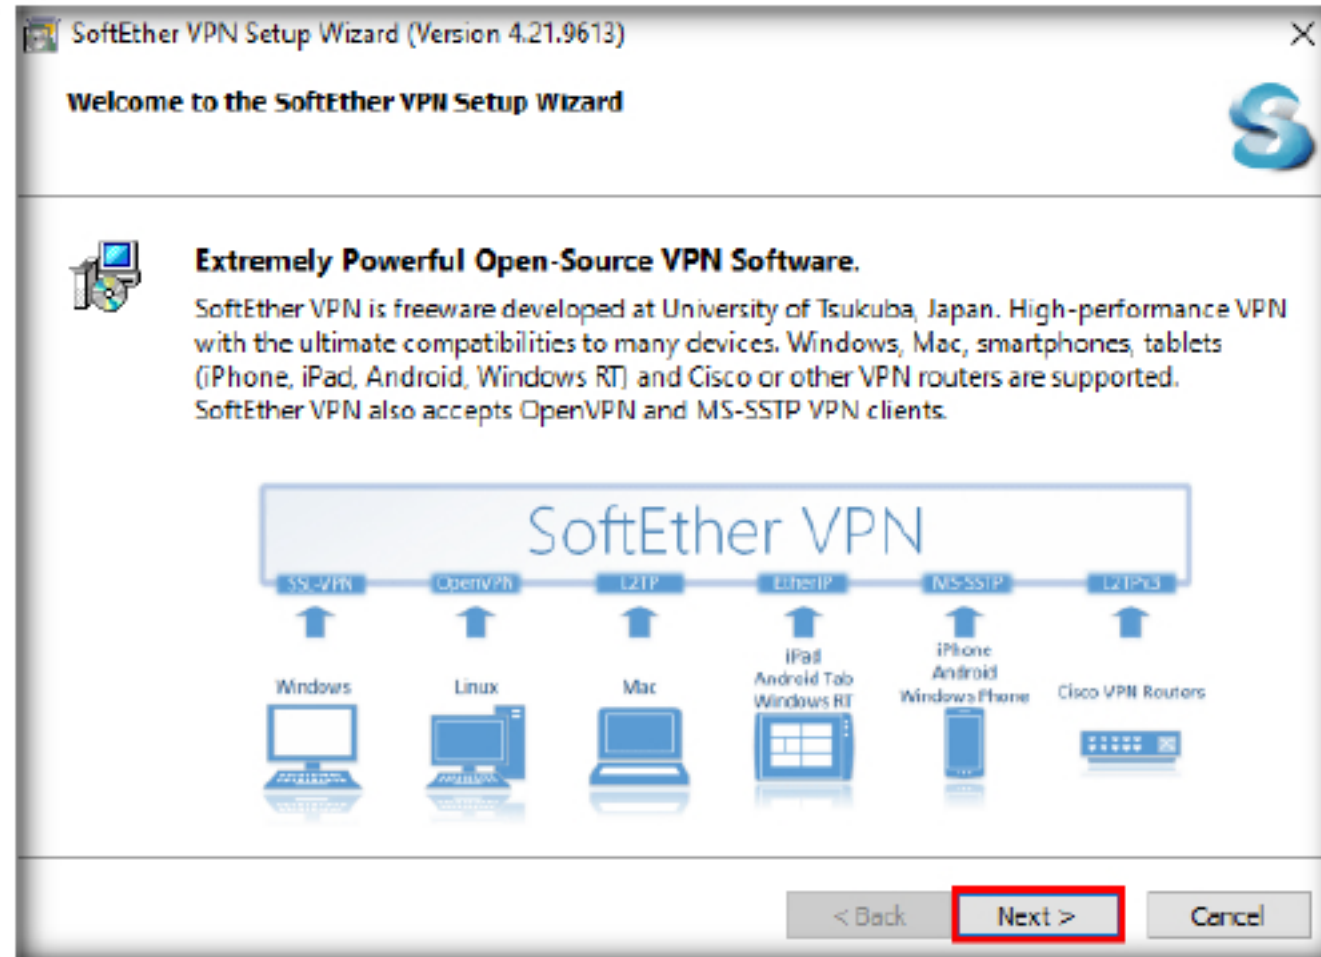 SoftEther VPN Setup Wizard (Version 4.21.9613)
Welcome to the SoftEther VPN Setup Wizard
Extremely Powerful Open-Source VPN Software.
SoftEther VPN is freeware developed at University of Tsukuba, Japan. High-performance VPN
with the ultimate compatibilities to many devices. Windows, Mac, smartphones, tablets
(iPhone, iPad, Android, Windows RT) and Cisco or other VPN routers are supported.
SoftEther VPN also accepts OpenVPN and MS-SSTP VPN clients.
SoftEther VPN
SSL-VPN OpenVPN L2TP EtherIP MS-SSTP L2TPv3
Windows
Linux
Mac
iPad
Android Tab
Windows RT
iPhone
Android
Windows Phone
Cisco VPN Routers
< Back Next > Cancel